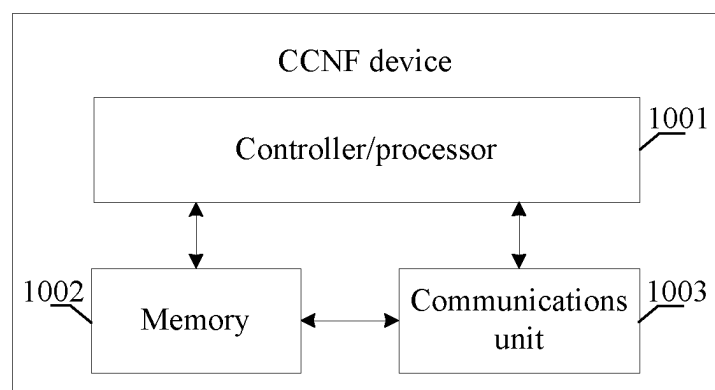 CCNF device
1001
Controller/processor
1002
Memory
Communications
unit
1003